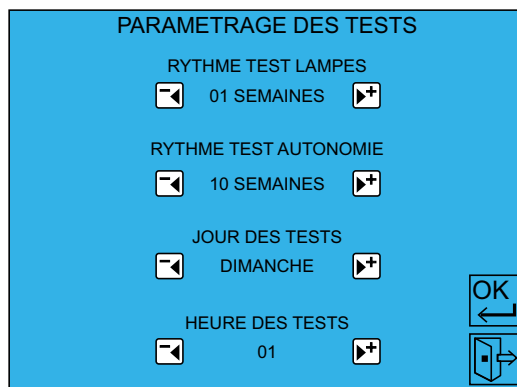 PARAMETRAGE DES TESTS
RYTHME TEST LAMPES
01 SEMAINES
RYTHME TEST AUTONOMIE
10 SEMAINES
JOUR DES TESTS
DIMANCHE
HEURE DES TESTS
01
OK